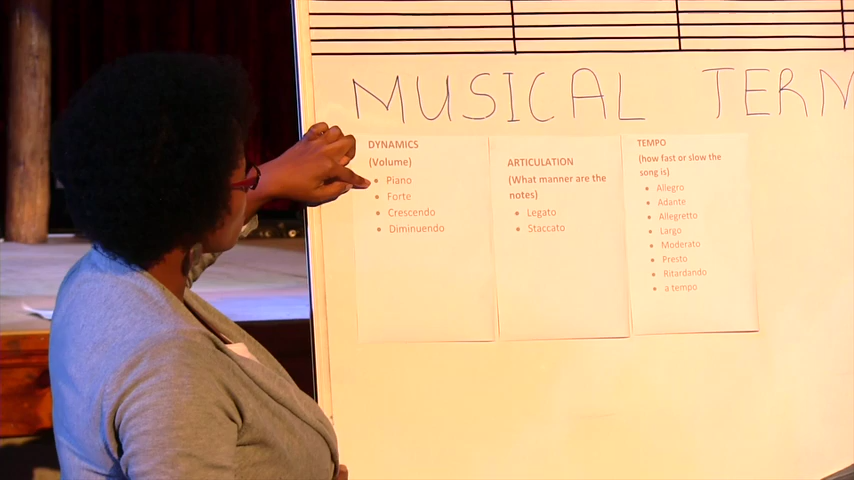 MUSICAL TERM
DYNAMICS
(Volume)
• Piano
• Forte
• Crescendo
• Diminuendo
ARTICULATION
(What manner are the
notes)
• Legato
• Staccato
TEMPO
(how fast or slow the
song is)
• Allegro
• Adante
• Allegretto
• Largo
• Moderato
• Presto
• Ritardando
• a tempo